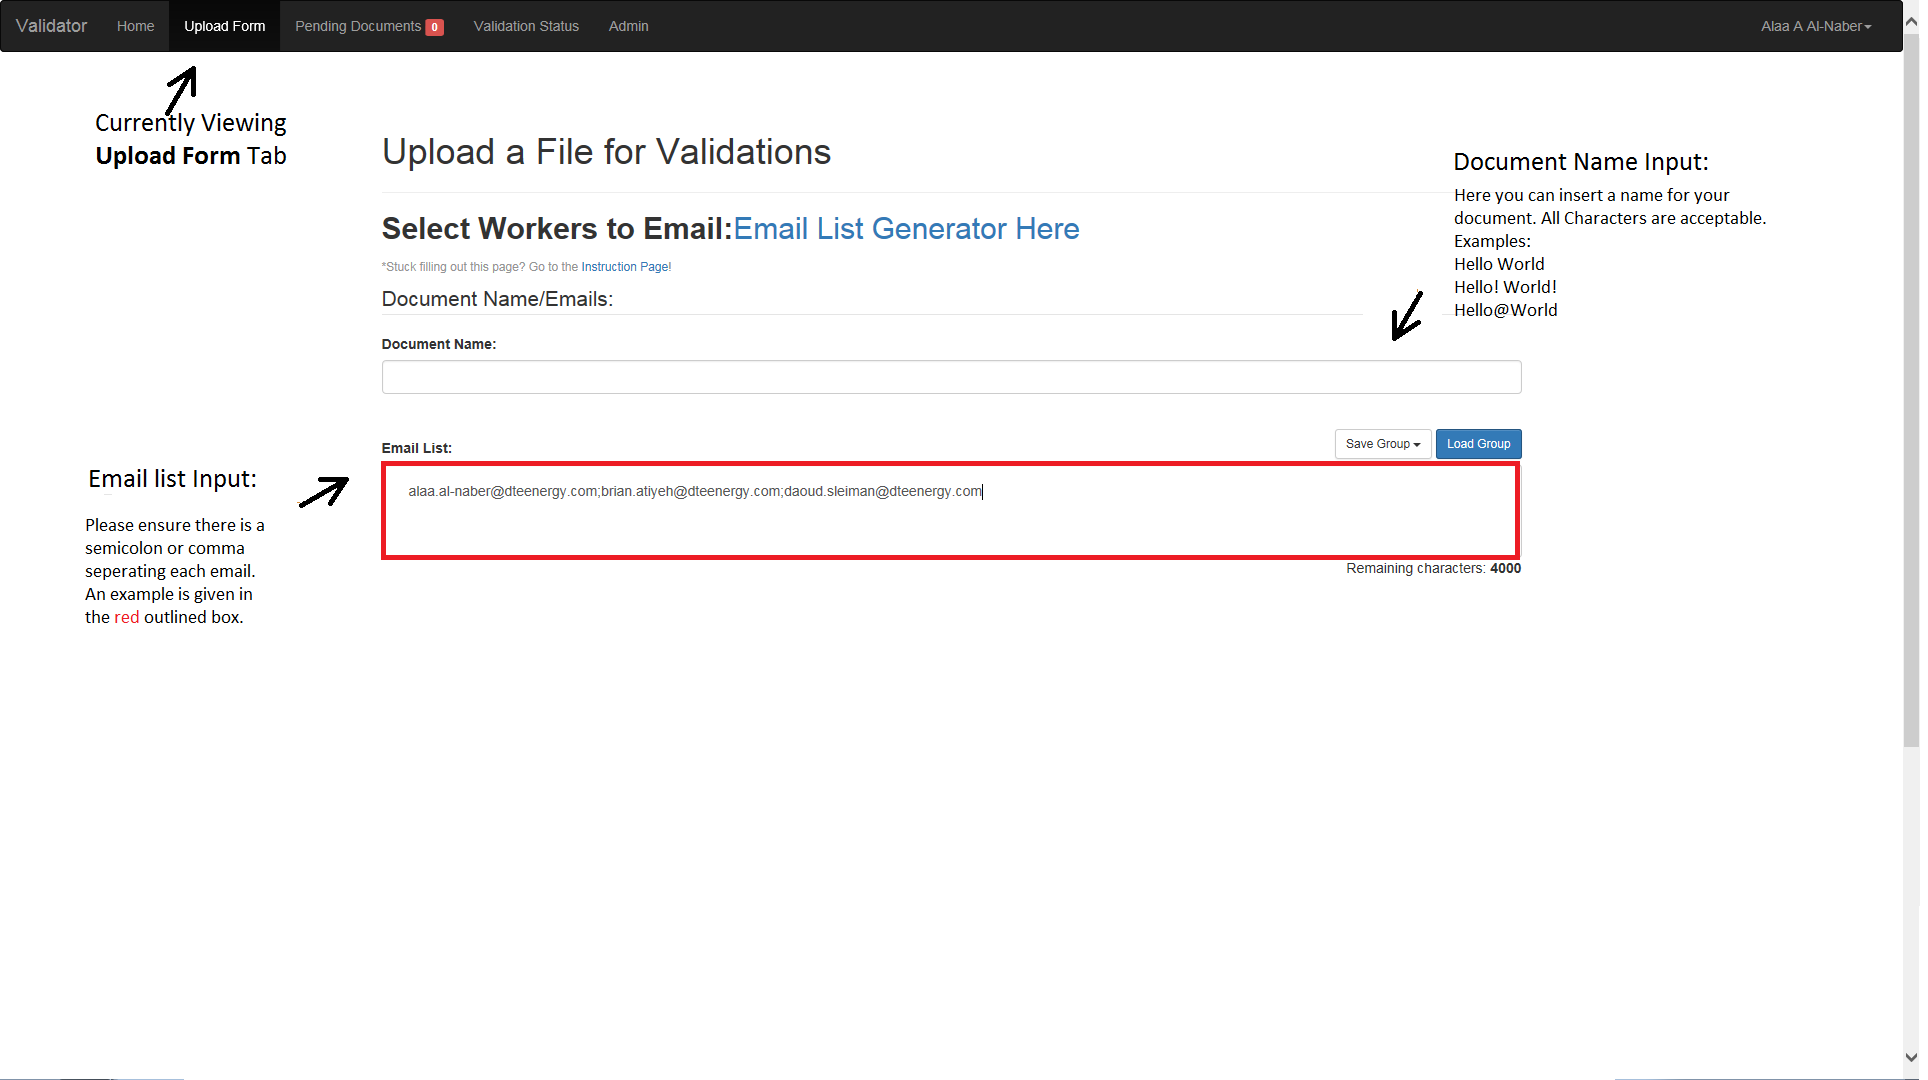 Validator Home Upload Form Pending Documents 0 Validation Status Admin Alaa A Al-Naber
Currently Viewing
Upload Form Tab
Upload a File for Validations
Select Workers to Email:Email List Generator Here
*Stuck filling out this page? Go to the Instruction Page!
Document Name/Emails:
Document Name Input:
Here you can insert a name for your
document. All Characters are acceptable.
Examples:
Hello World
Hello! World!
Hello@World
Document Name:
Email List:
Save Group Load Group
alaa.al-naber@dteenergy.com;brian.atiyeh@dteenergy.com;daoud.sleiman@dteenergy.com
Remaining characters: 4000
Email list Input:
Please ensure there is a
semicolon or comma
seperating each email.
An example is given in
the red outlined box.